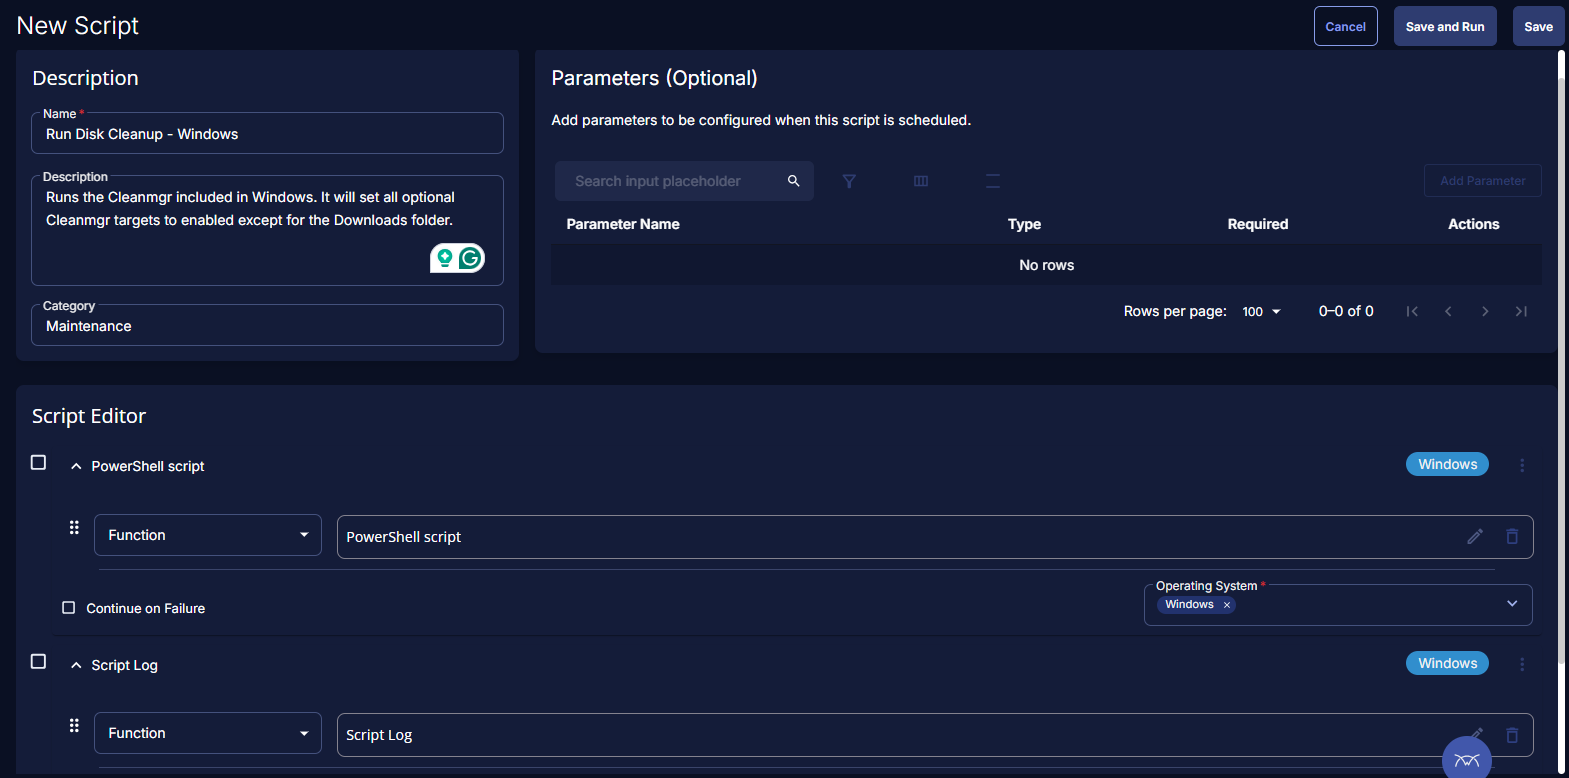 New Script
Cancel
Save and Run
Save
Description
Name *
Run Disk Cleanup - Windows
Description
Runs the Cleanmgr included in Windows. It will set all optional
Cleanmgr targets to enabled except for the Downloads folder.
Category
Maintenance
Parameters (Optional)
Add parameters to be configured when this script is scheduled.
Search input placeholder
Add Parameter
Parameter Name Type Required Actions
No rows
Rows per page: 100 0–0 of 0
Script Editor
PowerShell script
Windows
Function
PowerShell script
Continue on Failure
Operating System *
Windows ×
Script Log
Windows
Function
Script Log